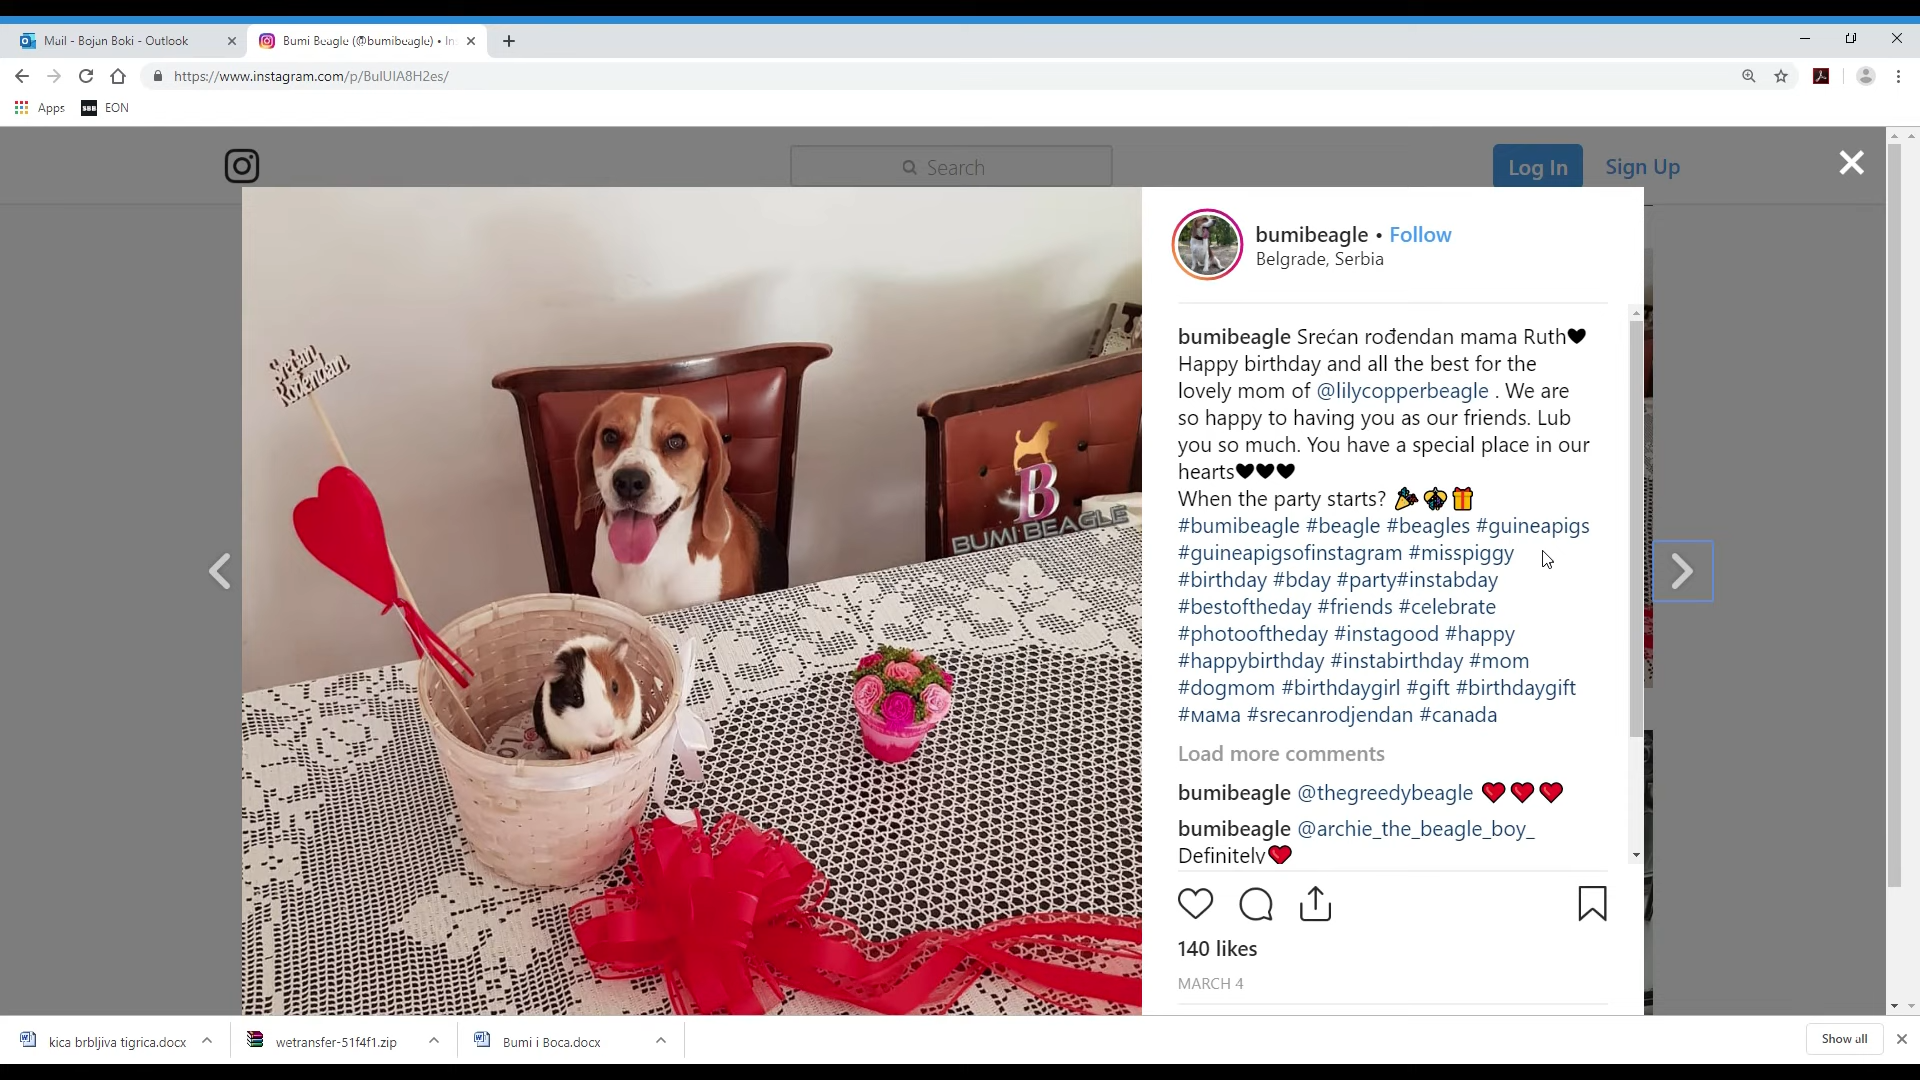 Mail - Bojan Boki - Outlook
Bumi Beagle (@bumibeagle) • In
https://www.instagram.com/p/BuIUIA8H2es/
Apps
EON
Search
Log In
Sign Up
bumibeagle • Follow
Belgrade, Serbia
Srećan
Rođendan
BUMI BEAGLE
bumibeagle Srećan rođendan mama Ruth🖤
Happy birthday and all the best for the
lovely mom of @lilycopperbeagle . We are
so happy to having you as our friends. Lub
you so much. You have a special place in our
hearts🖤🖤🖤
When the party starts? 🎉🎁
#bumibeagle #beagle #beagles #guineapigs
#guineapigsofinstagram #misspiggy
#birthday #bday #party#instabday
#bestoftheday #friends #celebrate
#photooftheday #instagood #happy
#happybirthday #instabirthday #mom
#dogmom #birthdaygirl #gift #birthdaygift
#мама #srecanrodjendan #canada
Load more comments
bumibeagle @thegreedybeagle ❤❤❤
bumibeagle @archie_the_beagle_boy_
Definitely❤
140 likes
MARCH 4
kica brbljiva tigrica.docx
wetransfer-51f4f1.zip
Bumi i Boca.docx
Show all